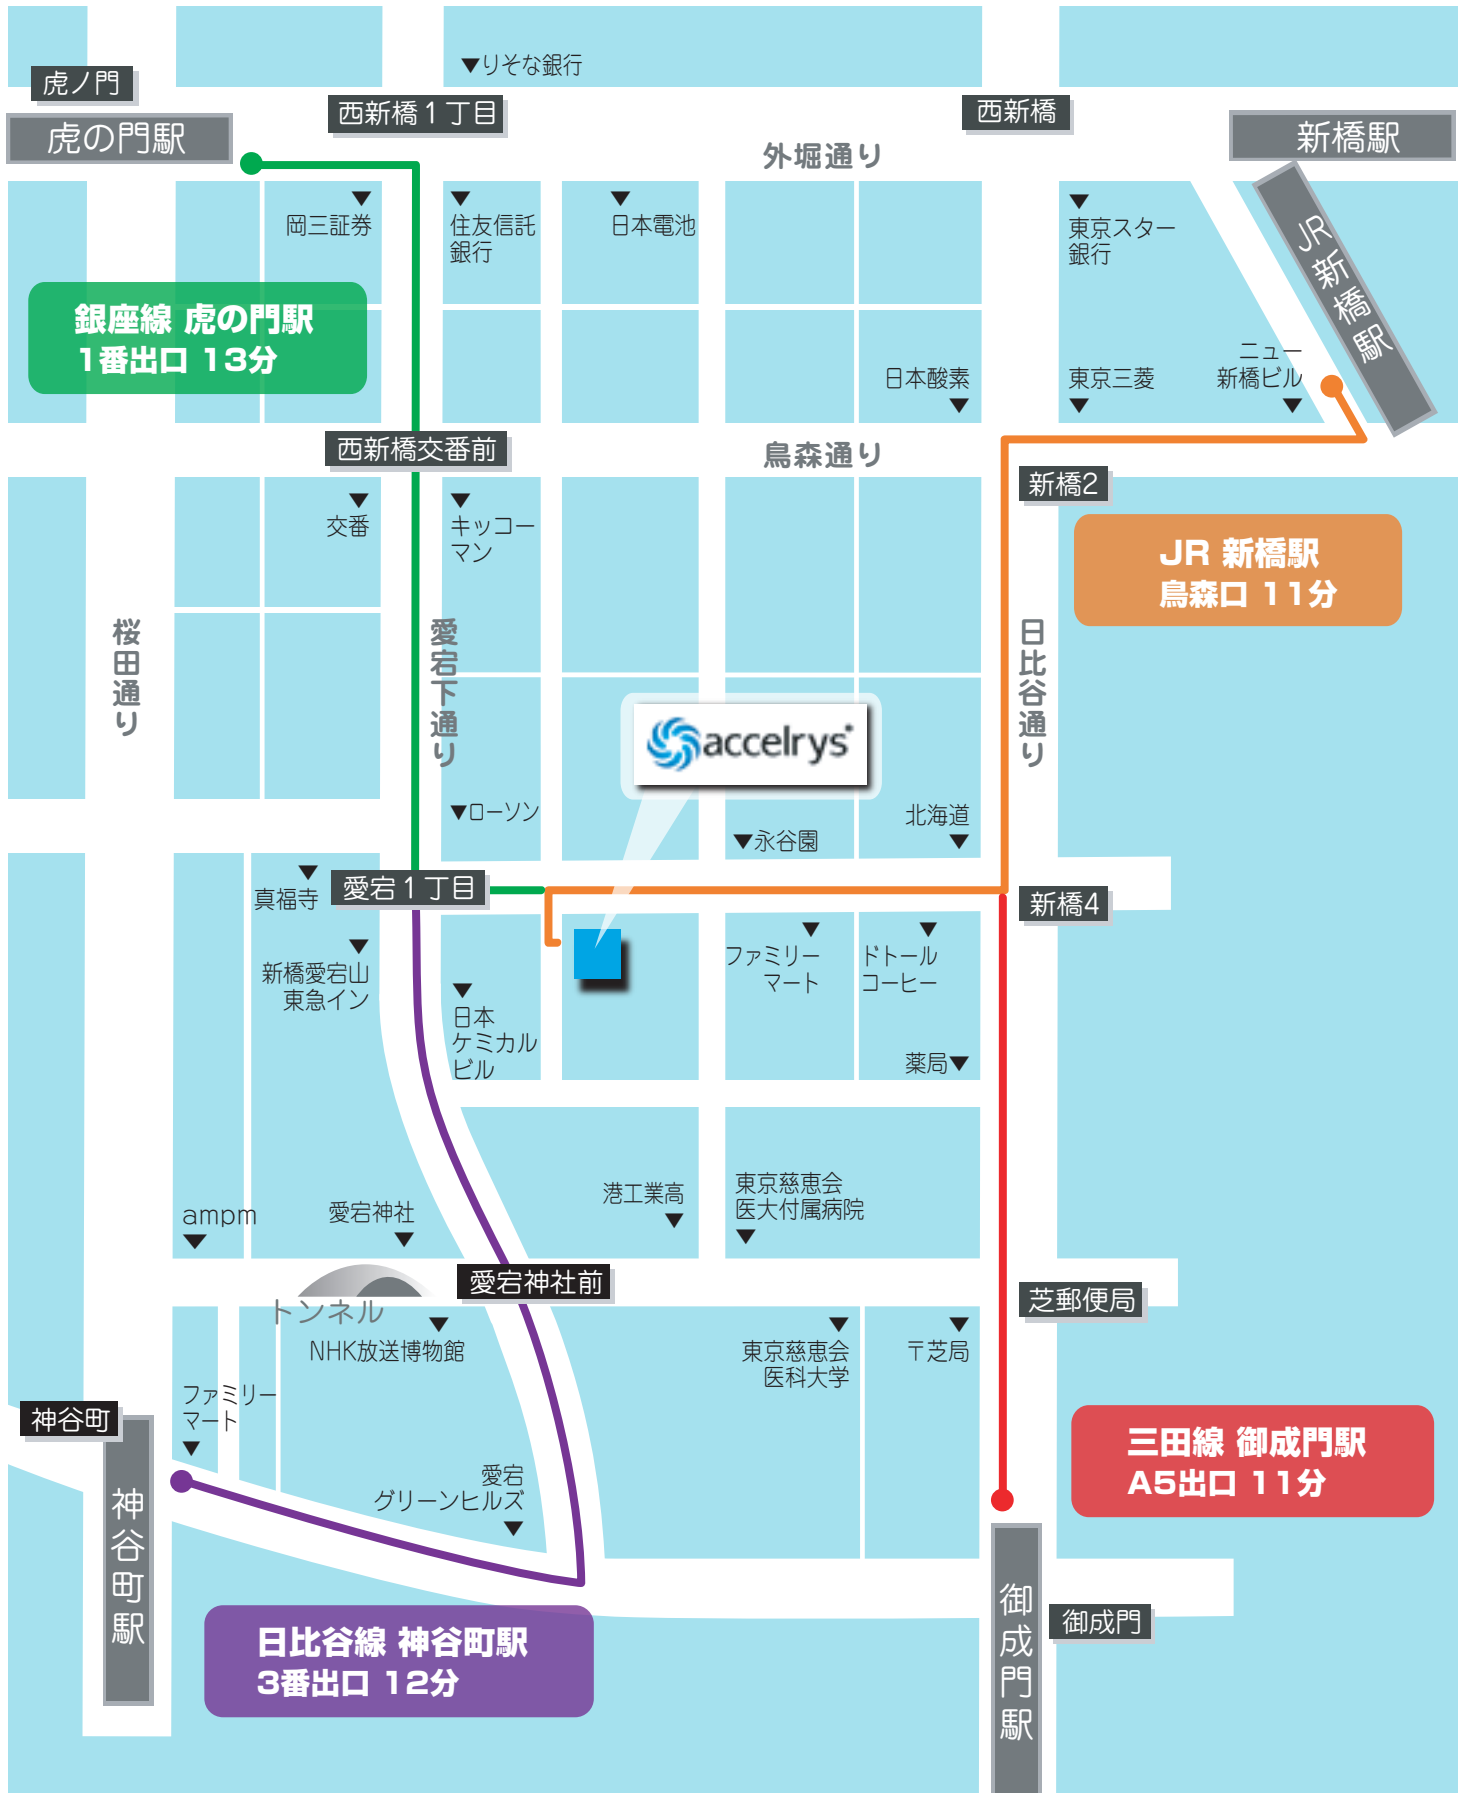 ▼りそな銀行
虎ノ門
西新橋1丁目
西新橋
虎の門駅
新橋駅
外堀通り
岡三証券
住友信託
銀行
日本電池
東京スター
銀行
JR新橋駅
銀座線 虎の門駅
1番出口 13分
日本酸素
東京三菱
ニュー
新橋ビル
西新橋交番前
烏森通り
新橋2
交番
キッコー
マン
JR 新橋駅
烏森口 11分
桜田通り
愛宕下通り
日比谷通り
accelrys
▼ローソン
▼永谷園
北海道
真福寺
愛宕1丁目
新橋4
新橋愛宕山
東急イン
ファミリー
マート
ドトール
コーヒー
日本
ケミカル
ビル
薬局▼
ampm
愛宕神社
港工業高
東京慈恵会
医大付属病院
愛宕神社前
芝郵便局
トンネル
NHK放送博物館
東京慈恵会
医科大学
〒芝局
ファミリー
マート
神谷町
三田線 御成門駅
A5出口 11分
愛宕
グリーンヒルズ
神谷町駅
御成門駅
御成門
日比谷線 神谷町駅
3番出口 12分